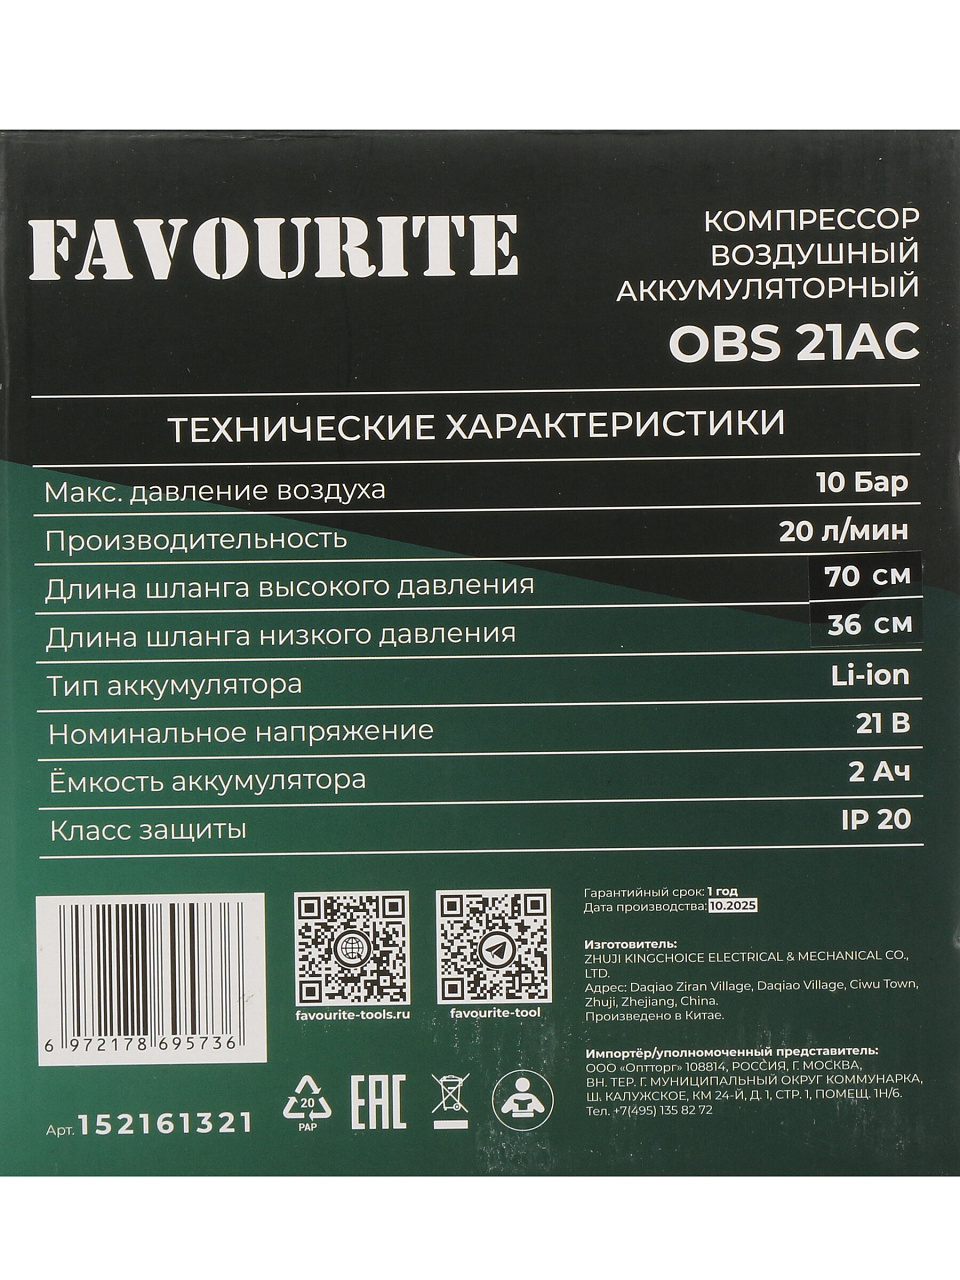 FAVOURITE
КОМПРЕССОР
ВОЗДУШНЫЙ
АККУМУЛЯТОРНЫЙ
OBS 21AC
ТЕХНИЧЕСКИЕ ХАРАКТЕРИСТИКИ
Макс. давление воздуха 10 Бар
Производительность 20 л/мин
Длина шланга высокого давления 70 см
Длина шланга низкого давления 36 см
Тип аккумулятора Li-ion
Номинальное напряжение 21 В
Ёмкость аккумулятора 2 Ач
Класс защиты IP 20
6 972178 695736
Арт. 152161321
favourite-tools.ru
favourite-tool
20
PAP
EAC
Гарантийный срок: 1 год
Дата производства: 10.2025
Изготовитель:
ZHUJI KINGCHOICE ELECTRICAL & MECHANICAL CO.,
LTD.
Адрес: Daqiao Ziran Village, Daqiao Village, Ciwu Town,
Zhuji, Zhejiang, China.
Произведено в Китае.
Импортёр/уполномоченный представитель:
ООО «Оптторг» 108814, РОССИЯ, Г. МОСКВА,
ВН. ТЕР. Г. МУНИЦИПАЛЬНЫЙ ОКРУГ КОММУНАРКА,
Ш. КАЛУЖСКОЕ, КМ 24-Й, Д. 1, СТР. 1, ПОМЕЩ. 1Н/6.
Тел. +7(495) 135 82 72